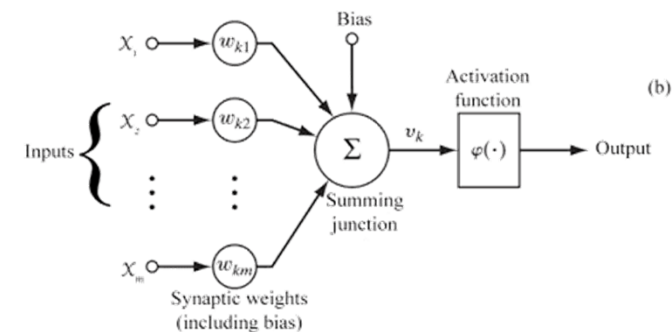 Bias
x₁
wₖ₁
Activation
function
(b)
x₂
wₖ₂
Inputs
Σ
vₖ
φ(·)
Output
Summing
junction
xₘ
wₖₘ
Synaptic weights
(including bias)